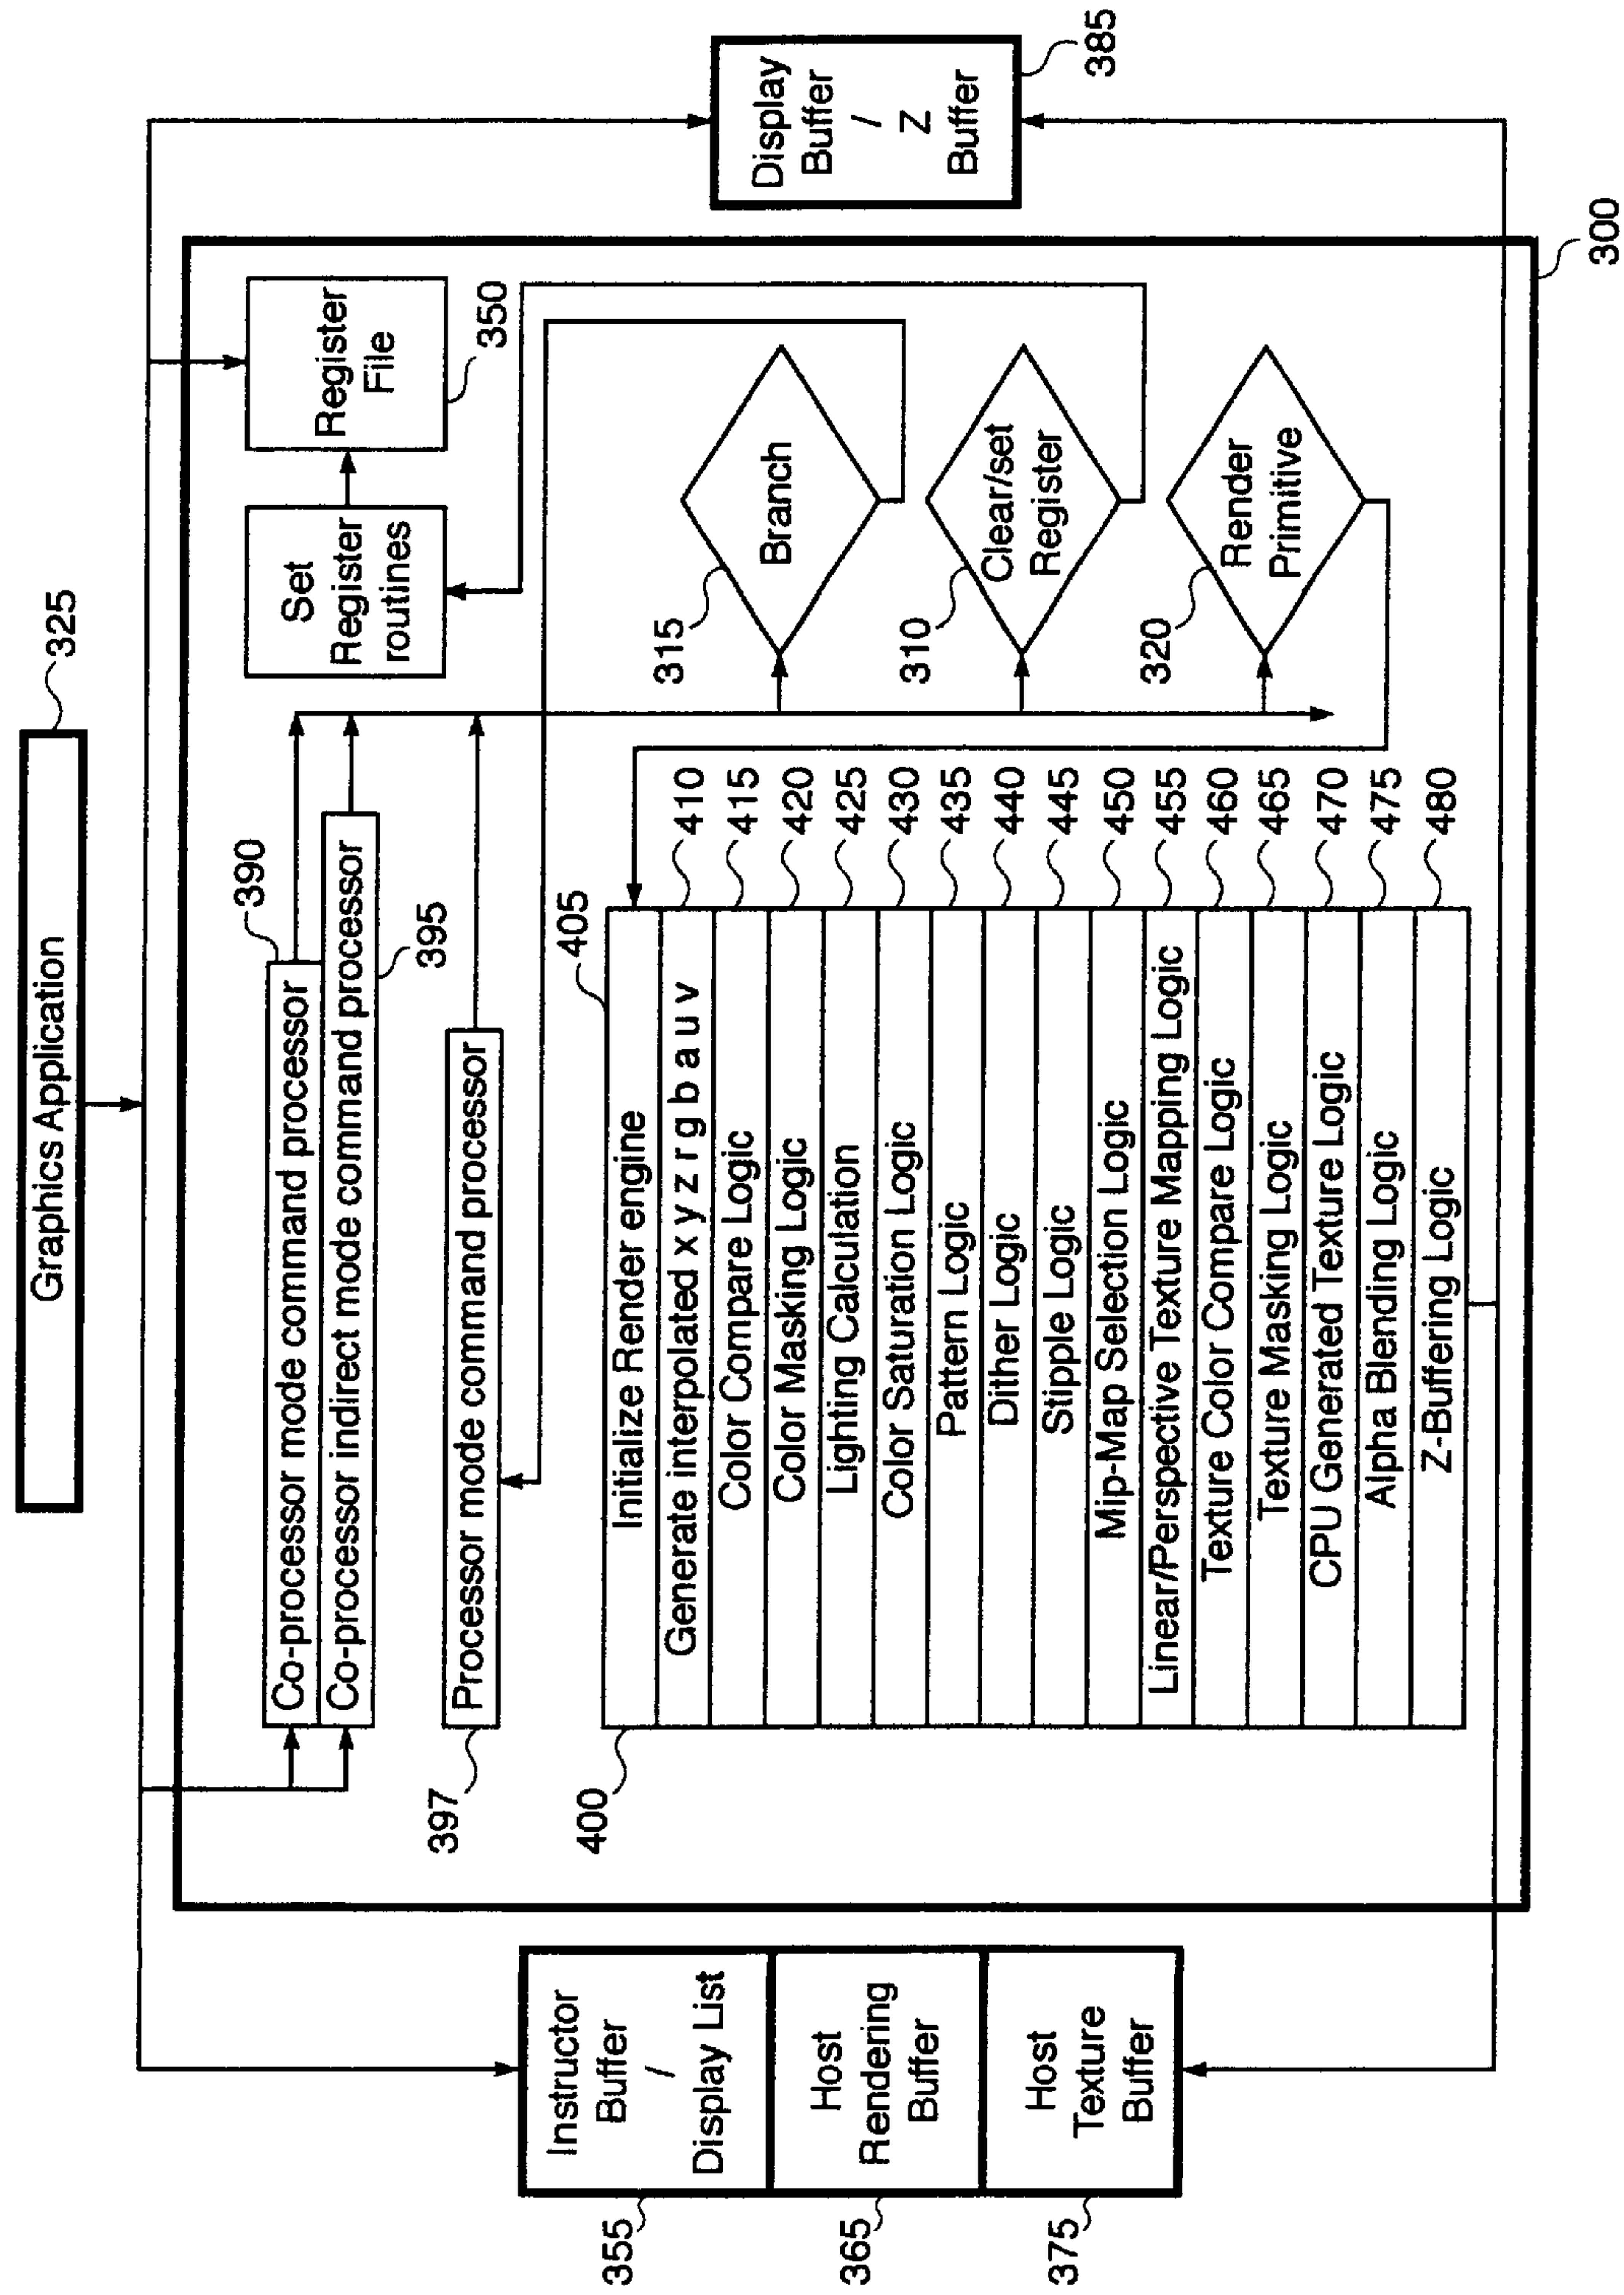 Graphics Application
325
Co-processor mode command processor
390
Co-processor indirect mode command processor
395
Processor mode command processor
397
Set
Register
routines
Register
File
350
Instructor
Buffer
/
Display List
355
Host
Rendering
Buffer
365
Host
Texture
Buffer
375
400
405
Initialize Render engine
Generate interpolated x y z r g b a u v
410
Color Compare Logic
415
Color Masking Logic
420
Lighting Calculation
425
Color Saturation Logic
430
Pattern Logic
435
Dither Logic
440
Stipple Logic
445
Mip-Map Selection Logic
450
Linear/Perspective Texture Mapping Logic
455
Texture Color Compare Logic
460
Texture Masking Logic
465
CPU Generated Texture Logic
470
Alpha Blending Logic
475
Z-Buffering Logic
480
Branch
315
Clear/set
Register
310
Render
Primitive
320
Display
Buffer
/
Z
Buffer
385
300